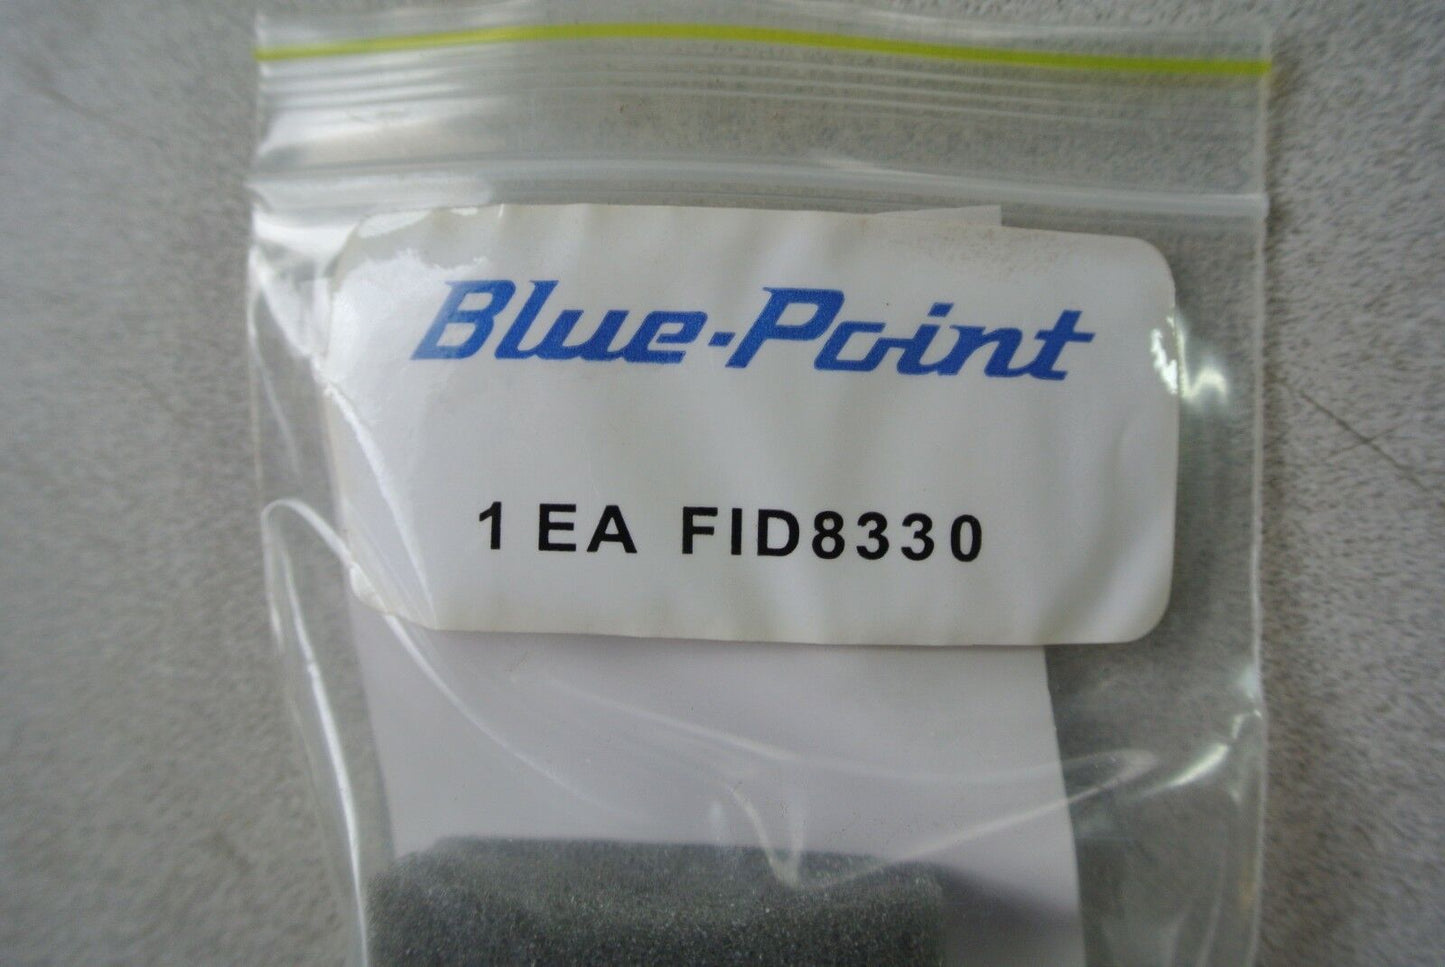 Blue-Point
1 EA FID8330